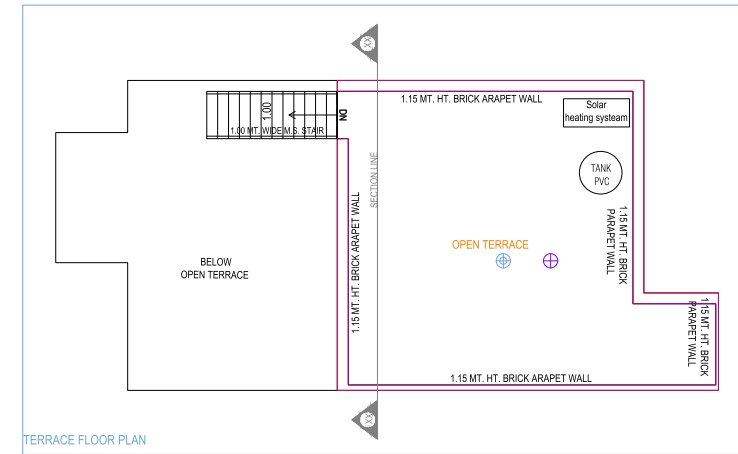 XX
1.15 MT. HT. BRICK ARAPET WALL
Solar
heating systeam
1.00
DN
1.00 MT. WIDE M.S. STAIR
SECTION LINE
TANK
PVC
1.15 MT. HT. BRICK ARAPET WALL
1.15 MT. HT. BRICK
PARAPET WALL
OPEN TERRACE
BELOW
OPEN TERRACE
1.15 MT. HT. BRICK
PARAPET WALL
1.15 MT. HT. BRICK ARAPET WALL
XX
TERRACE FLOOR PLAN